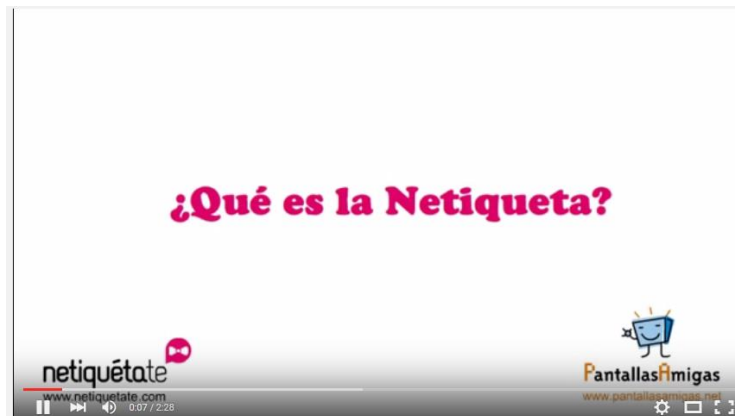 ¿Qué es la Netiqueta?
netiquétate
www.netiquetate.com
PantallasAmigas
www.pantallasamigas.net
0:07 / 2:28